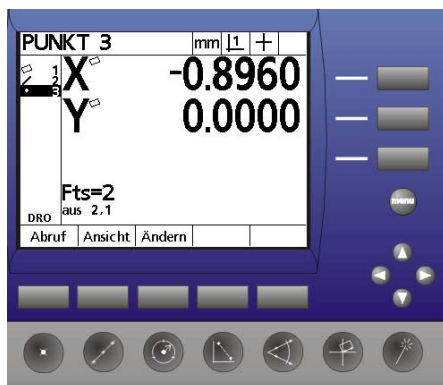 PUNKT 3 mm 1
1 X -0.8960
2
3 Y 0.0000
Fts=2
DRO aus 2,1
Abruf Ansicht Ändern
menu